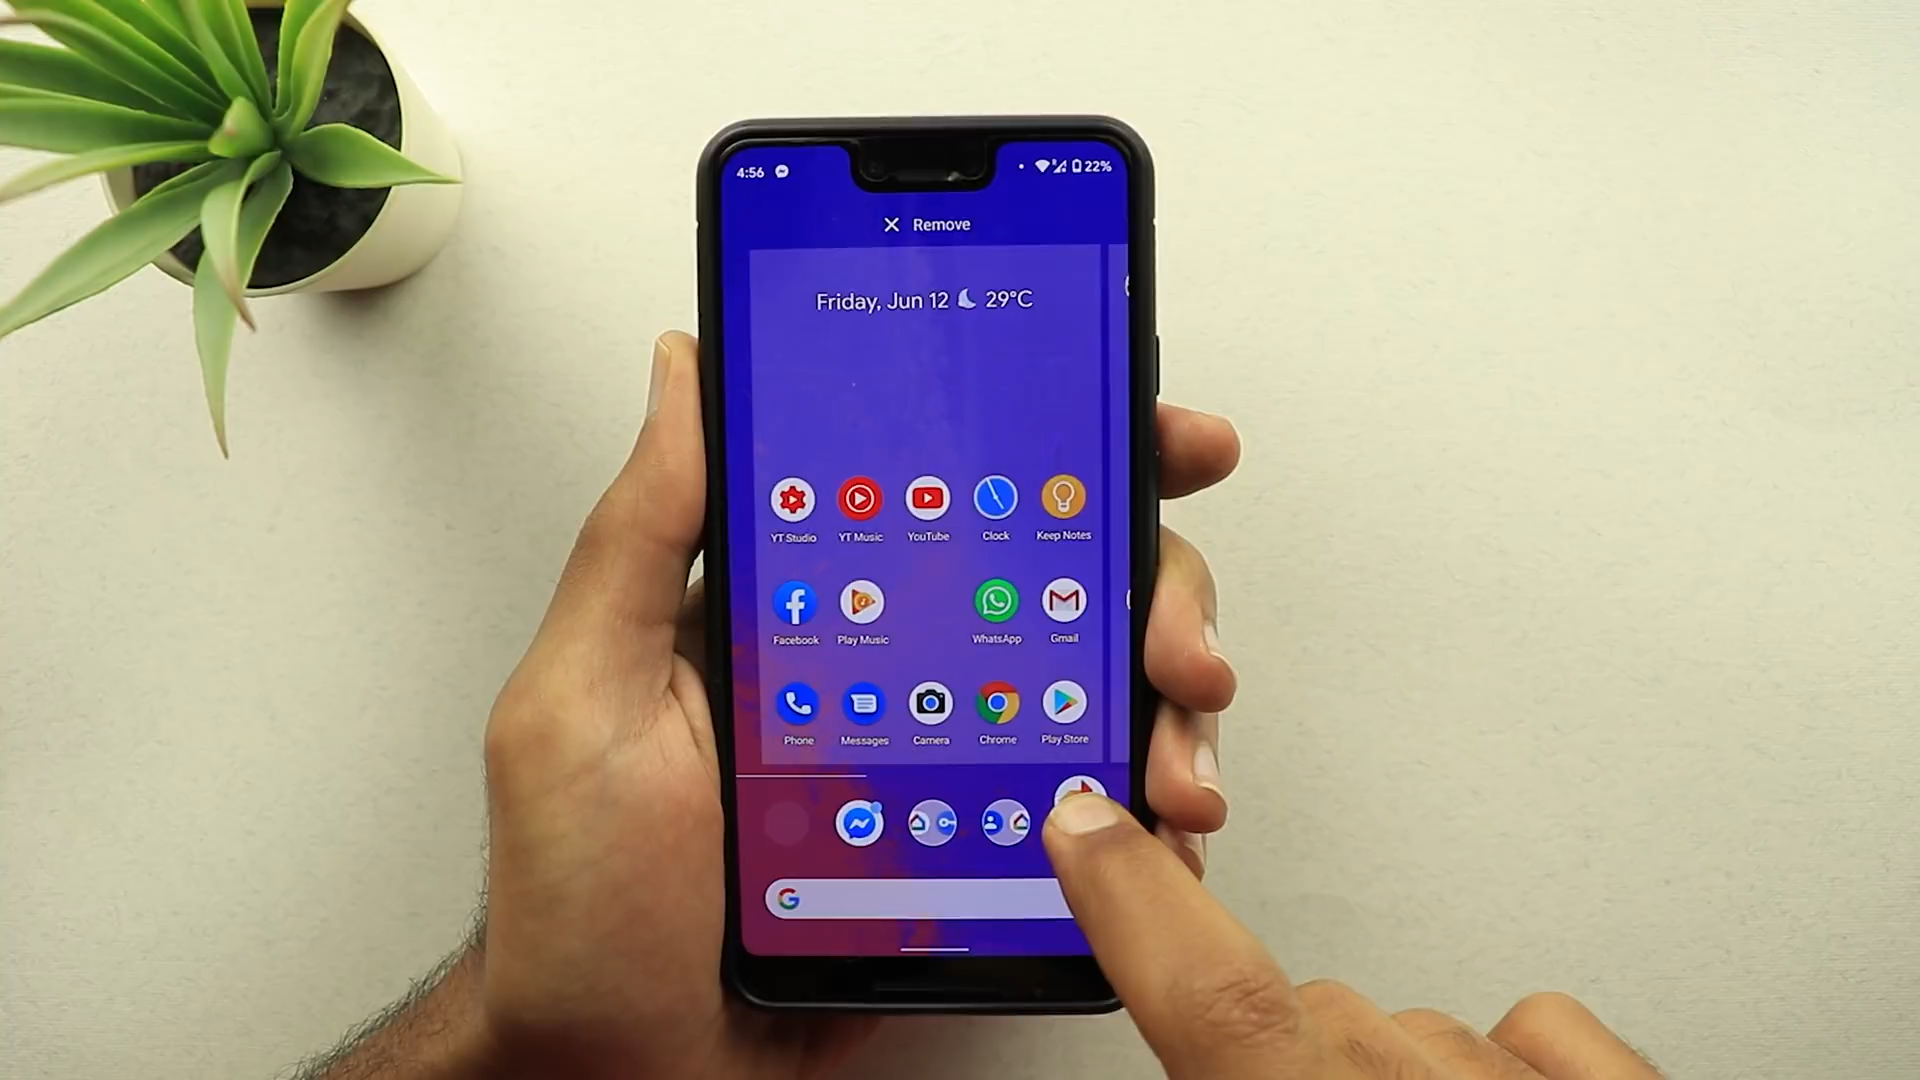 4:56
22%
Remove
Friday, Jun 12 29°C
YT Studio YT Music YouTube Clock Keep Notes
Facebook Play Music WhatsApp Gmail
Phone Messages Camera Chrome Play Store
G